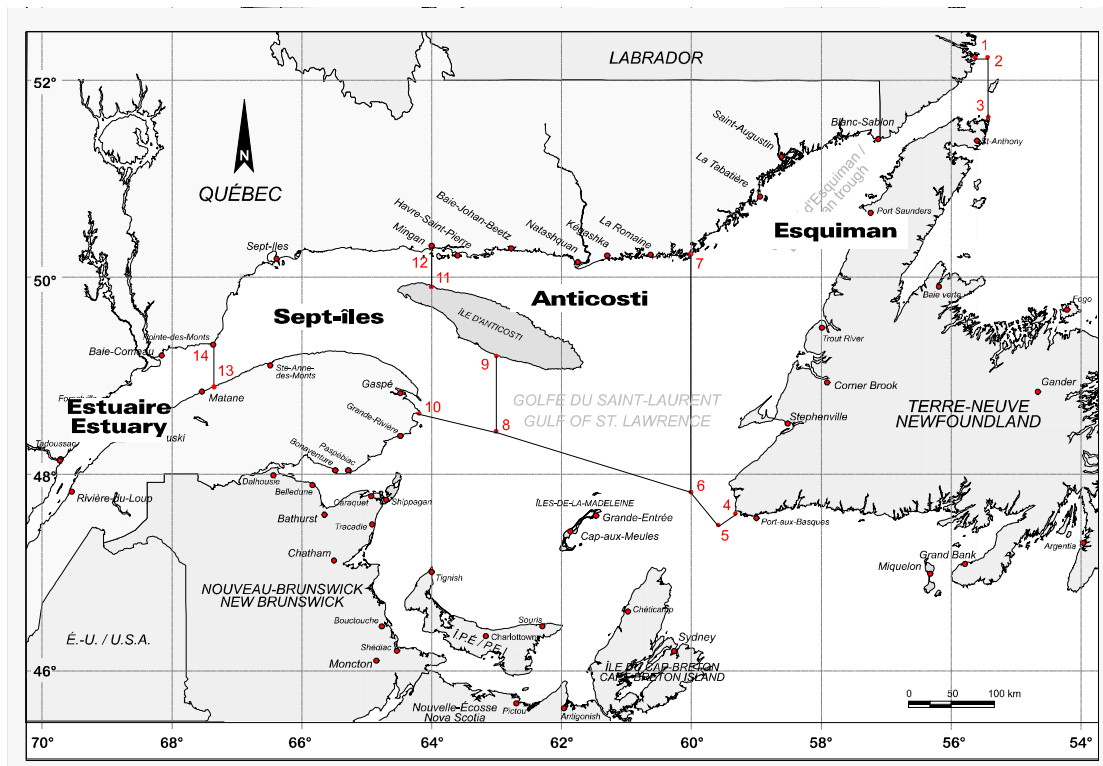 1
LABRADOR
2
52°
3
Blanc-Sablon
Saint-Augustin
St-Anthony
N
La Tabatière
d'Esquiman /
an trough
QUÉBEC
Port Saunders
Baie-Johan-Beetz
Havre-Saint-Pierre
Mingan
Natashquan
Kégashka
La Romaine
Esquiman
Sept-Iles
12
7
50°
11
Baie verte
Anticosti
Fogo
Sept-îles
ÎLE D'ANTICOSTI
Pointe-des-Monts
Trout River
Baie-Comeau
14
9
13
Ste-Anne-
des-Monts
Gaspé
Corner Brook
Gander
Matane
GOLFE DU SAINT-LAURENT
GULF OF ST. LAWRENCE
Estuaire
Estuary
10
Grande-Rivière
8
Stephenville
TERRE-NEUVE
NEWFOUNDLAND
uski
Tadoussac
Paspébiac
Bonaventure
48°
Dalhousie
Belledune
6
Rivière-du-Loup
Caraquet
Shippagan
ÎLES-DE-LA-MADELEINE
4
Bathurst
Grande-Entrée
Port-aux-Basques
Tracadie
Cap-aux-Meules
5
Argentia
Chatham
Grand Bank
Miquelon
Tignish
NOUVEAU-BRUNSWICK
NEW BRUNSWICK
Chéticamp
Bouctouche
Souris
É.-U. / U.S.A.
Î.P.É / P.E.I
Charlottown
Sydney
Shédiac
Moncton
46°
ÎLE DU CAP-BRETON
CAPE BRETON ISLAND
0 50 100 km
Nouvelle-Écosse
Nova Scotia
Pictou
Antigonish
70° 68° 66° 64° 62° 60° 58° 56° 54°